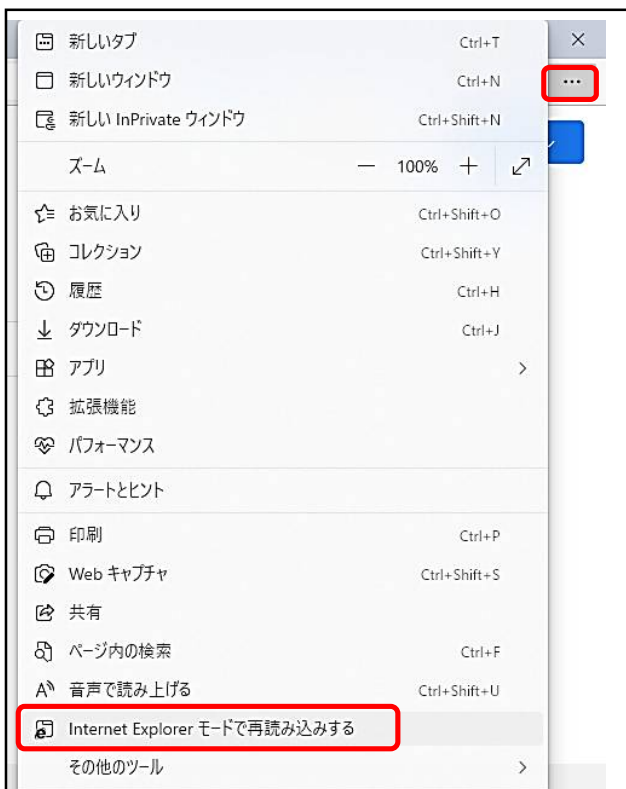 新しいタブ Ctrl+T
新しいウィンドウ Ctrl+N
新しい InPrivate ウィンドウ Ctrl+Shift+N
ズーム — 100% +
お気に入り Ctrl+Shift+O
コレクション Ctrl+Shift+Y
履歴 Ctrl+H
ダウンロード Ctrl+J
アプリ
拡張機能
パフォーマンス
アラートとヒント
印刷 Ctrl+P
Web キャプチャ Ctrl+Shift+S
共有
ページ内の検索 Ctrl+F
音声で読み上げる Ctrl+Shift+U
Internet Explorer モードで再読み込みする
その他のツール